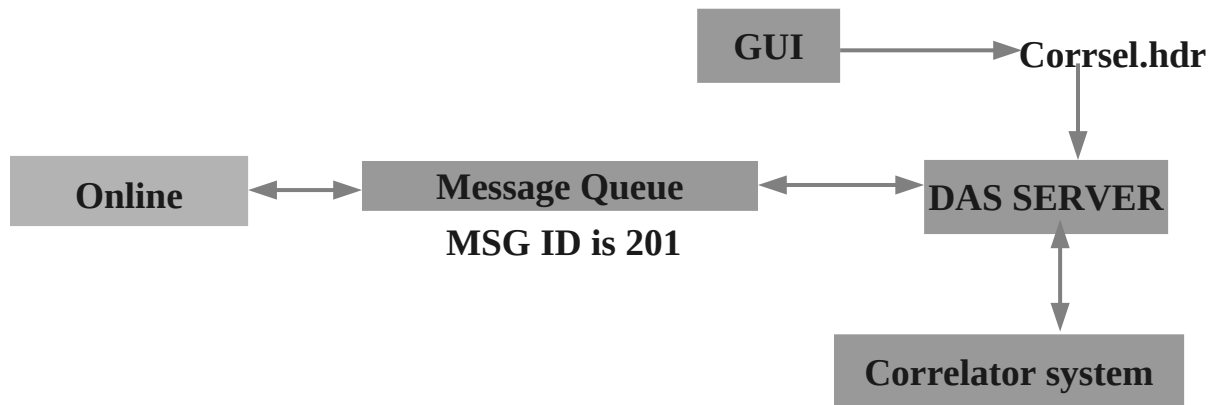 GUI
Corrsel.hdr
Online
Message Queue
DAS SERVER
MSG ID is 201
Correlator system